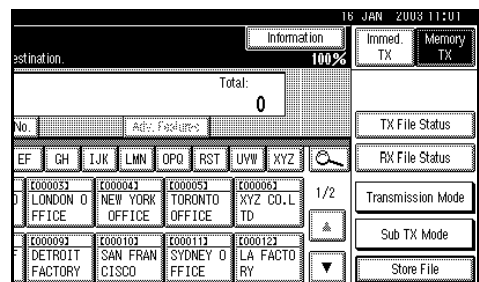 16 JAN 2003 11:01
Information
Immed. TX
Memory TX
estination.
100%
Total:
0
No.
Adv. Features
TX File Status
EF GH IJK LMN OPQ RST UVW XYZ
RX File Status
[00003] [00004] [00005] [00006]
LONDON O NEW YORK TORONTO XYZ CO.L
FFICE OFFICE OFFICE TD
1/2
Transmission Mode
Sub TX Mode
[00009] [00010] [00011] [00012]
DETROIT SAN FRAN SYDNEY O LA FACTO
FACTORY CISCO FFICE RY
▲
▼
Store File